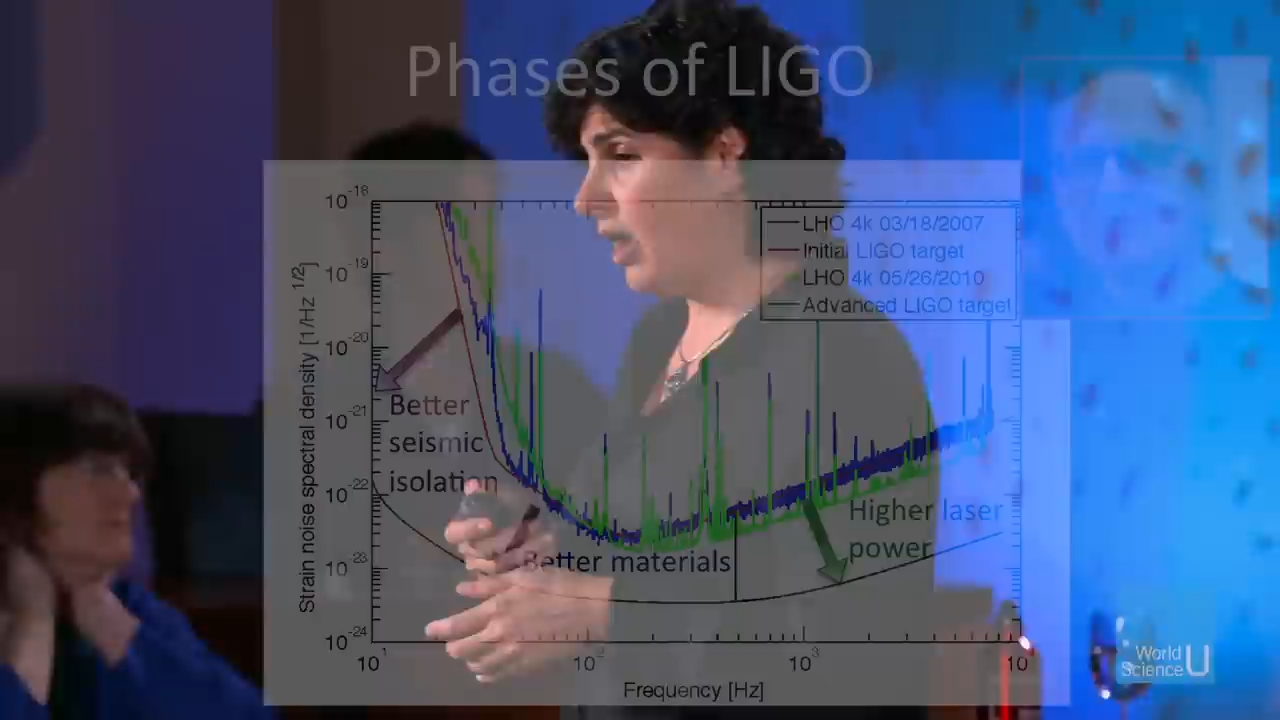 Phases of LIGO
10-18
10-19
10-20
10-21
10-22
10-23
10-24
Strain noise spectral density [1/Hz 1/2]
LHO 4k 03/18/2007
Initial LIGO target
LHO 4k 05/26/2010
Advanced LIGO target
Better
seismic
isolation
Better materials
Higher laser
power
10 1
10 2
10 3
10
Frequency [Hz]
World
Science U